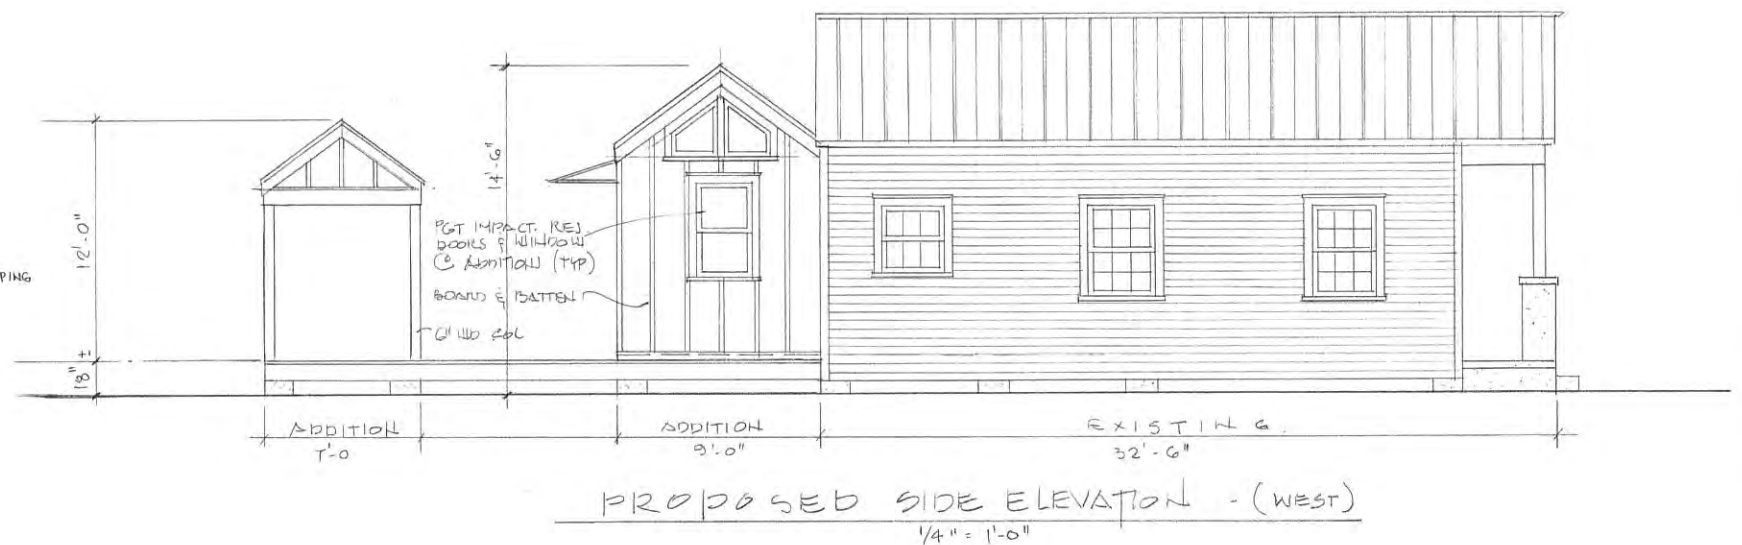 PING
12'-0"
18" ±
14'-6"
PGT IMPACT. RES.
DOORS & WINDOW
@ ADDITION (TYP)
BOARD & BATTEN
6" WD COL
ADDITION
7'-0
ADDITION
9'-0"
EXISTING
32'-6"
PROPOSED SIDE ELEVATION - (WEST)
1/4" = 1'-0"